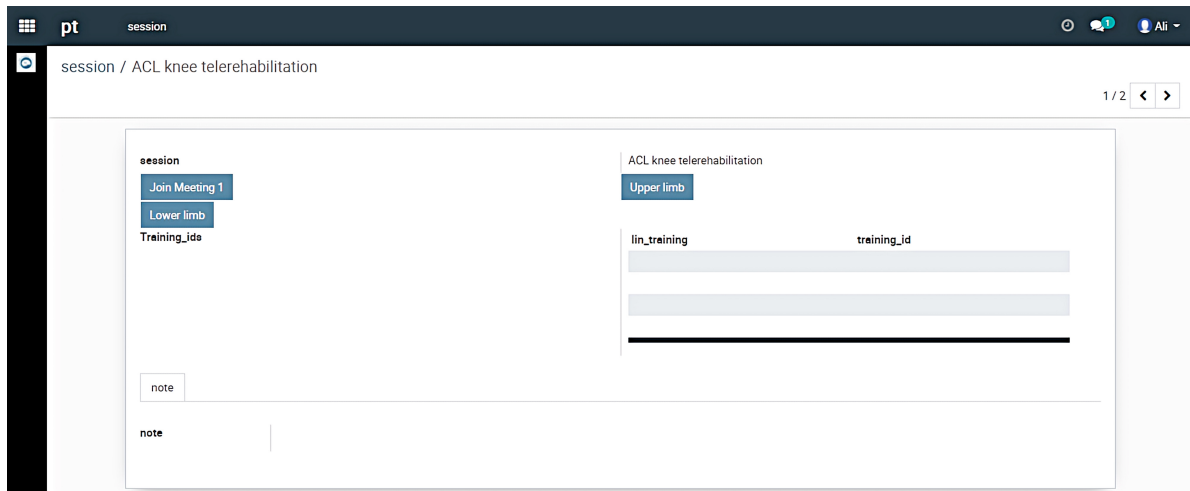 pt session 1 Ali
session / ACL knee telerehabilitation
1 / 2
session ACL knee telerehabilitation
Join Meeting 1 Upper limb
Lower limb
Training_ids lin_training training_id
note
note